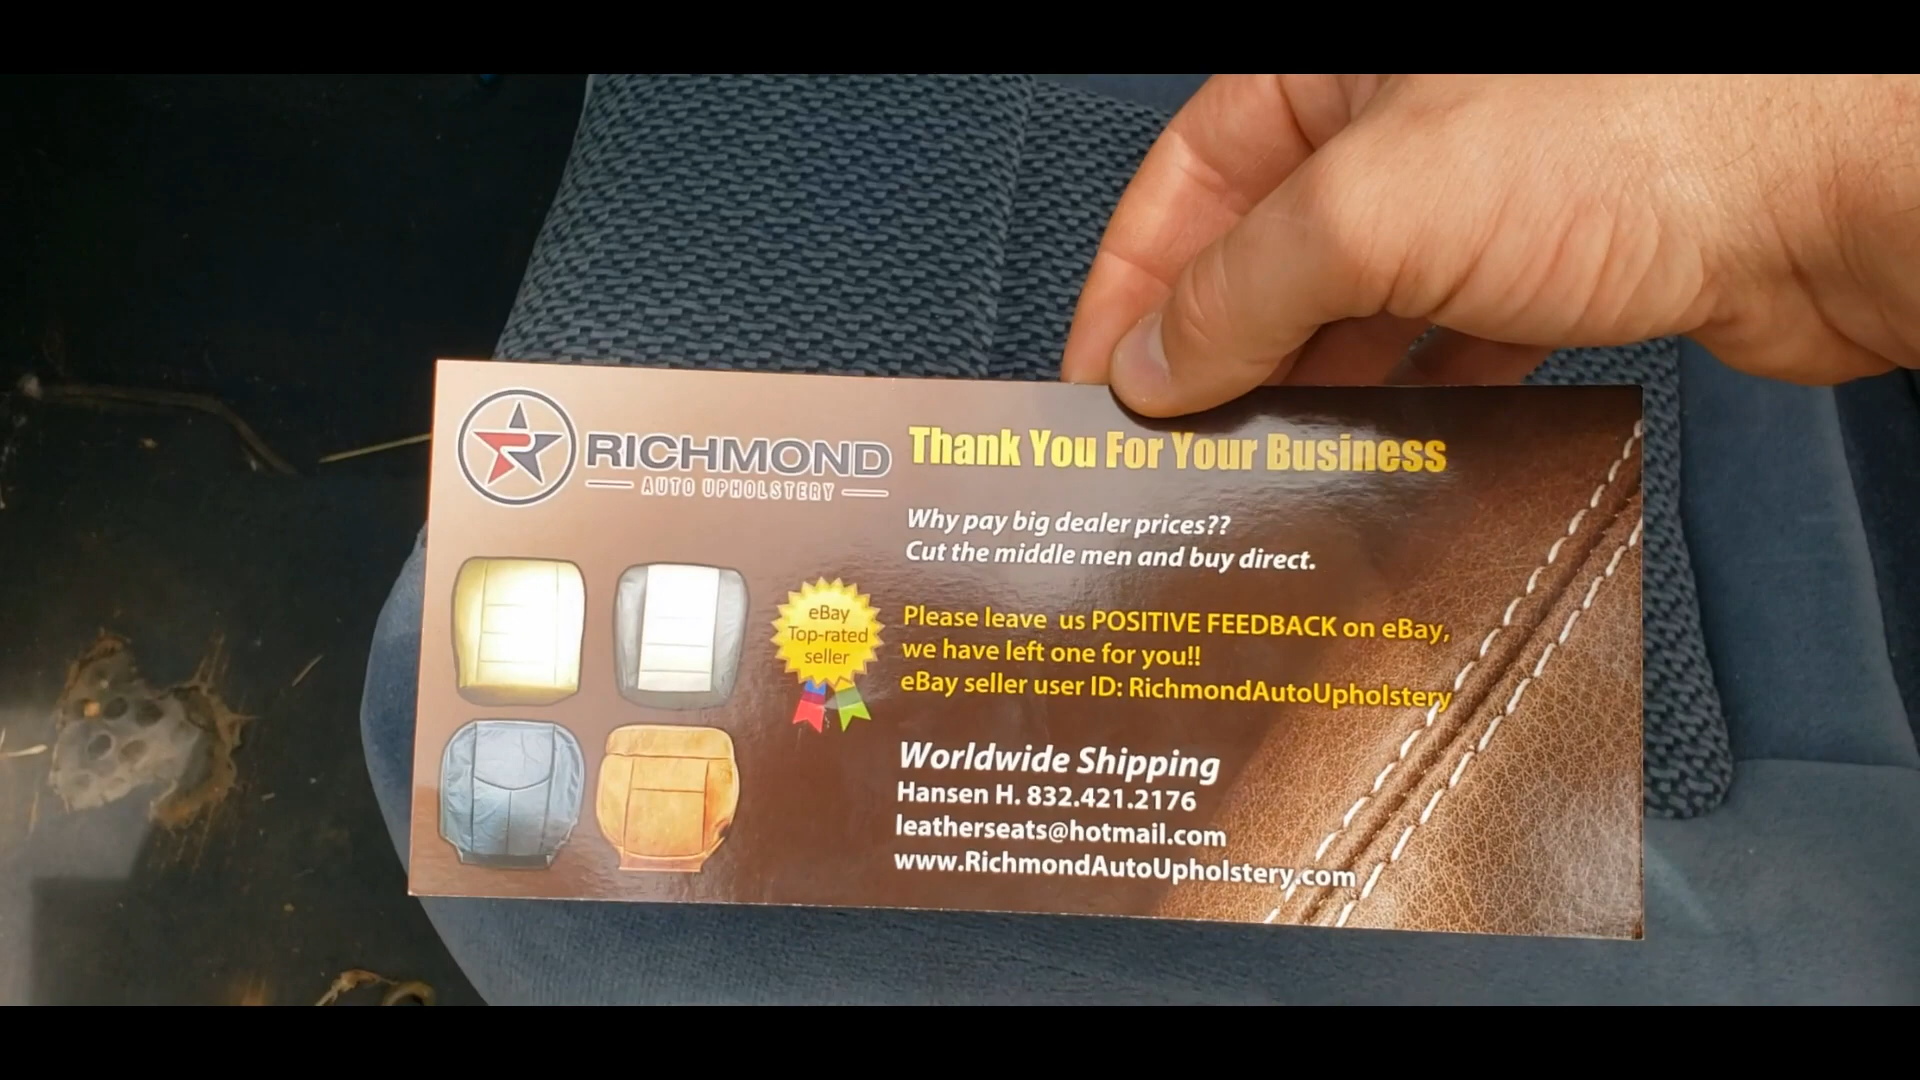 RICHMOND
AUTO UPHOLSTERY
Thank You For Your Business
Why pay big dealer prices??
Cut the middle men and buy direct.
eBay
Top-rated
seller
Please leave us POSITIVE FEEDBACK on eBay,
we have left one for you!!
eBay seller user ID: RichmondAutoUpholstery
Worldwide Shipping
Hansen H. 832.421.2176
leatherseats@hotmail.com
www.RichmondAutoUpholstery.com